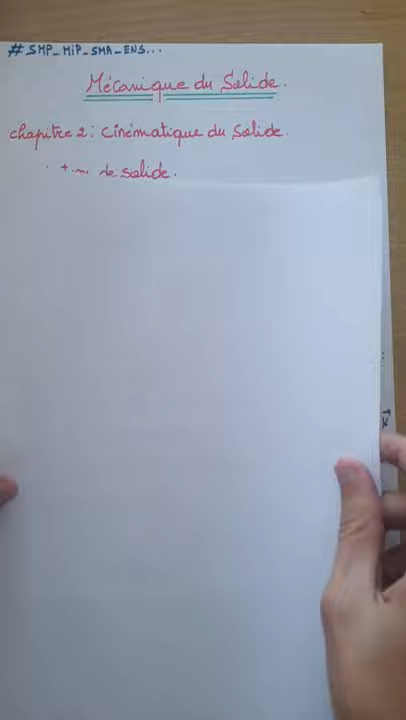 # SMP_MiP_SMA_ENS...
Mécanique du Solide.
chapitre 2 : Cinématique du Solide.
de solide.